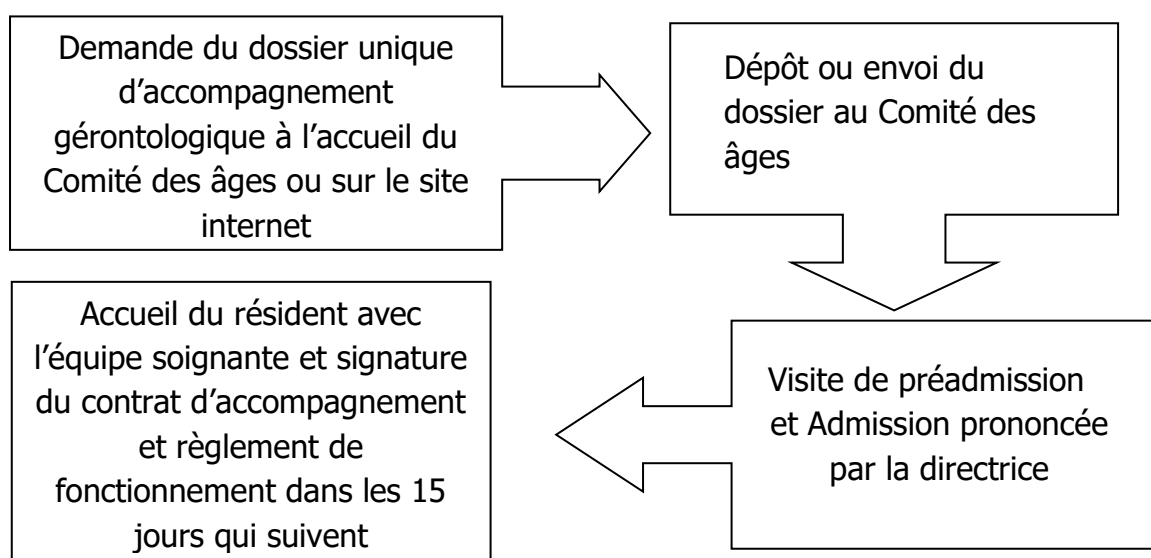 Demande du dossier unique
d’accompagnement
gérontologique à l’accueil du
Comité des âges ou sur le site
internet
Dépôt ou envoi du
dossier au Comité des
âges
Visite de préadmission
et Admission prononcée
par la directrice
Accueil du résident avec
l’équipe soignante et signature
du contrat d’accompagnement
et règlement de
fonctionnement dans les 15
jours qui suivent